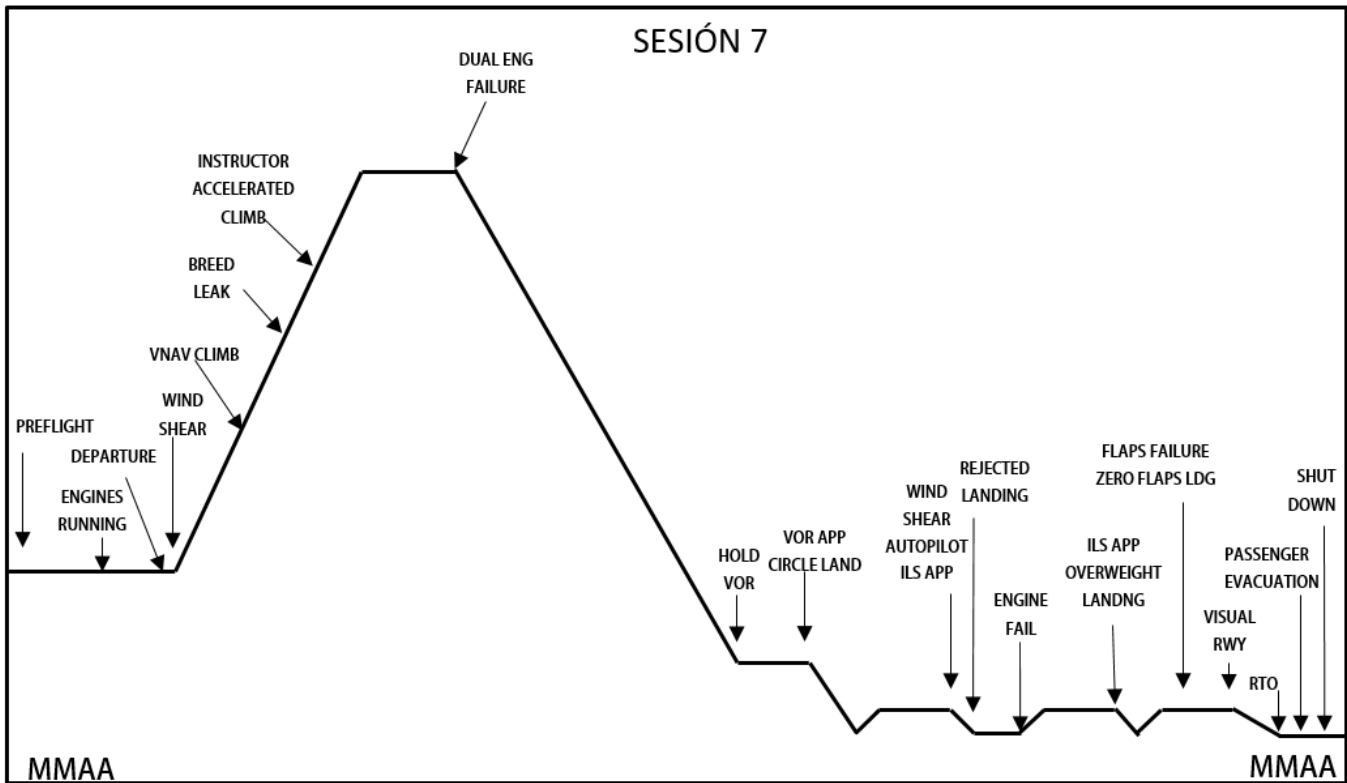 SESIÓN 7
DUAL ENG
FAILURE
INSTRUCTOR
ACCELERATED
CLIMB
BREED
LEAK
VNAV CLIMB
WIND
SHEAR
PREFLIGHT
DEPARTURE
ENGINES
RUNNING
HOLD
VOR
VOR APP
CIRCLE LAND
WIND
SHEAR
AUTOPILOT
ILS APP
REJECTED
LANDING
ENGINE
FAIL
ILS APP
OVERWEIGHT
LANDNG
FLAPS FAILURE
ZERO FLAPS LDG
VISUAL
RWY
RTO
PASSENGER
EVACUATION
SHUT
DOWN
MMAA
MMAA